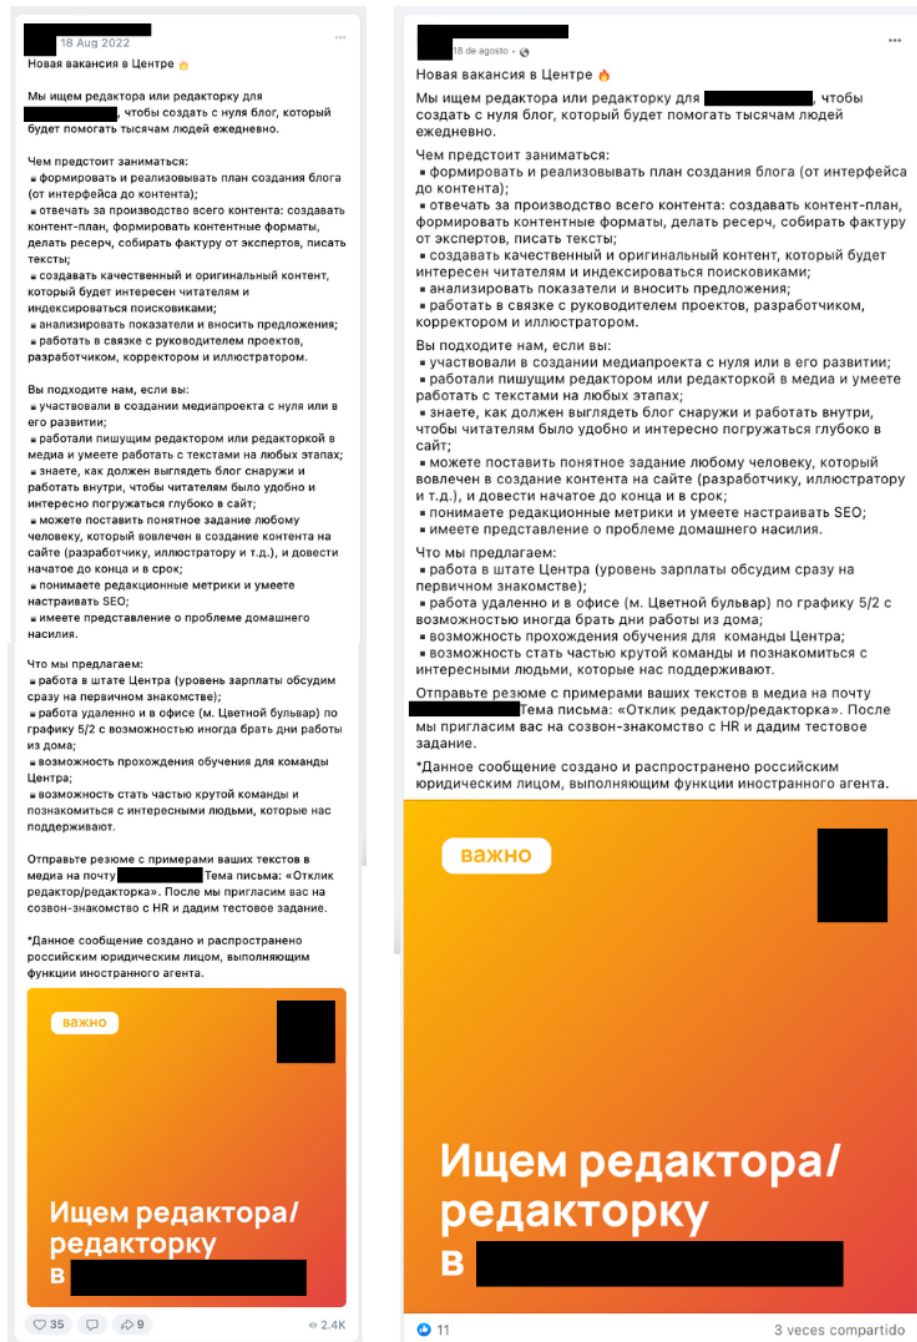 18 Aug 2022
Новая вакансия в Центре 🔥
Мы ищем редактора или редакторку для
, чтобы создать с нуля блог, который
будет помогать тысячам людей ежедневно.
Чем предстоит заниматься:
▪ формировать и реализовывать план создания блога
(от интерфейса до контента);
▪ отвечать за производство всего контента: создавать
контент-план, формировать контентные форматы,
делать ресерч, собирать фактуру от экспертов, писать
тексты;
▪ создавать качественный и оригинальный контент,
который будет интересен читателям и
индексироваться поисковиками;
▪ анализировать показатели и вносить предложения;
▪ работать в связке с руководителем проектов,
разработчиком, корректором и иллюстратором.
Вы подходите нам, если вы:
▪ участвовали в создании медиапроекта с нуля или в
его развитии;
▪ работали пишущим редактором или редакторкой в
медиа и умеете работать с текстами на любых этапах;
▪ знаете, как должен выглядеть блог снаружи и
работать внутри, чтобы читателям было удобно и
интересно погружаться глубоко в сайт;
▪ можете поставить понятное задание любому
человеку, который вовлечен в создание контента на
сайте (разработчику, иллюстратору и т.д.), и довести
начатое до конца и в срок;
▪ понимаете редакционные метрики и умеете
настраивать SEO;
▪ имеете представление о проблеме домашнего
насилия.
Что мы предлагаем:
▪ работа в штате Центра (уровень зарплаты обсудим
сразу на первичном знакомстве);
▪ работа удаленно и в офисе (м. Цветной бульвар) по
графику 5/2 с возможностью иногда брать дни работы
из дома;
▪ возможность прохождения обучения для команды
Центра;
▪ возможность стать частью крутой команды и
познакомиться с интересными людьми, которые нас
поддерживают.
Отправьте резюме с примерами ваших текстов в
медиа на почту Тема письма: «Отклик
редактор/редакторка». После мы пригласим вас на
созвон-знакомство с HR и дадим тестовое задание.
*Данное сообщение создано и распространено
российским юридическим лицом, выполняющим
функции иностранного агента.
важно
Ищем редактора/
редакторку
в
35
9
2.4K
18 de agosto ·
Новая вакансия в Центре 🔥
Мы ищем редактора или редакторку для , чтобы
создать с нуля блог, который будет помогать тысячам людей
ежедневно.
Чем предстоит заниматься:
▪ формировать и реализовывать план создания блога (от интерфейса
до контента);
▪ отвечать за производство всего контента: создавать контент-план,
формировать контентные форматы, делать ресерч, собирать фактуру
от экспертов, писать тексты;
▪ создавать качественный и оригинальный контент, который будет
интересен читателям и индексироваться поисковиками;
▪ анализировать показатели и вносить предложения;
▪ работать в связке с руководителем проектов, разработчиком,
корректором и иллюстратором.
Вы подходите нам, если вы:
▪ участвовали в создании медиапроекта с нуля или в его развитии;
▪ работали пишущим редактором или редакторкой в медиа и умеете
работать с текстами на любых этапах;
▪ знаете, как должен выглядеть блог снаружи и работать внутри,
чтобы читателям было удобно и интересно погружаться глубоко в
сайт;
▪ можете поставить понятное задание любому человеку, который
вовлечен в создание контента на сайте (разработчику, иллюстратору
и т.д.), и довести начатое до конца и в срок;
▪ понимаете редакционные метрики и умеете настраивать SEO;
▪ имеете представление о проблеме домашнего насилия.
Что мы предлагаем:
▪ работа в штате Центра (уровень зарплаты обсудим сразу на
первичном знакомстве);
▪ работа удаленно и в офисе (м. Цветной бульвар) по графику 5/2 с
возможностью иногда брать дни работы из дома;
▪ возможность прохождения обучения для команды Центра;
▪ возможность стать частью крутой команды и познакомиться с
интересными людьми, которые нас поддерживают.
Отправьте резюме с примерами ваших текстов в медиа на почту
Тема письма: «Отклик редактор/редакторка». После
мы пригласим вас на созвон-знакомство с HR и дадим тестовое
задание.
*Данное сообщение создано и распространено российским
юридическим лицом, выполняющим функции иностранного агента.
важно
Ищем редактора/
редакторку
в
11
3 veces compartido